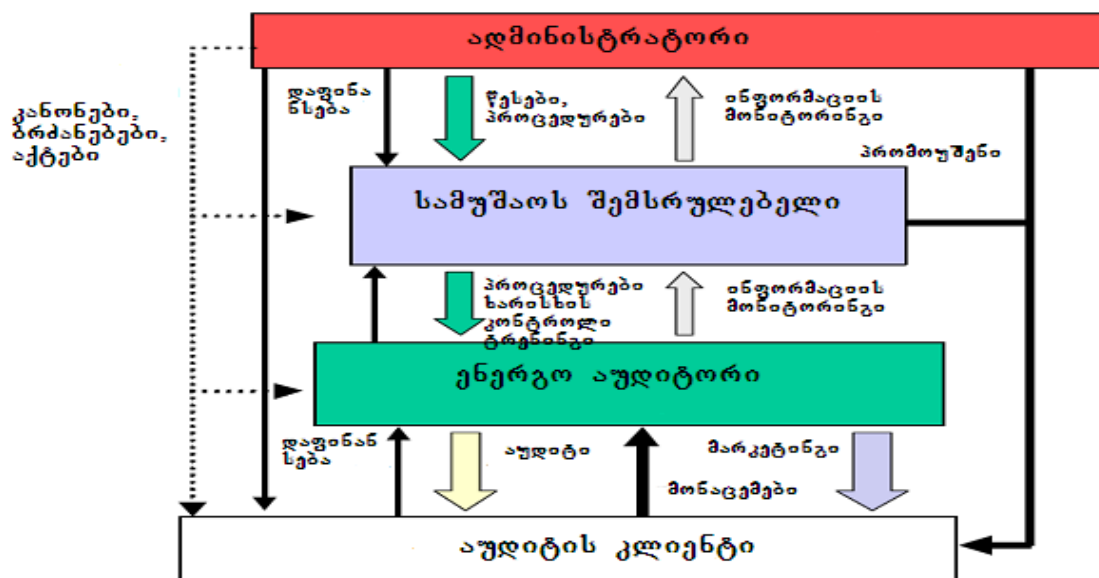 ადმინისტრატორი
კანონები,
ბრძანებები,
აქტები
დაფინა
ნსება
წესები,
პროცედურები
ინფორმაციის
მონიტორინგი
პრომოუშენი
სამუშაოს შემსრულებელი
პროცედურები
ხარისხის
კონტროლი
ტრენინგი
ინფორმაციის
მონიტორინგი
ენერგო აუდიტორი
დაფინან
სება
აუდიტი
მარკეტინგი
მონაცემები
აუდიტის კლიენტი